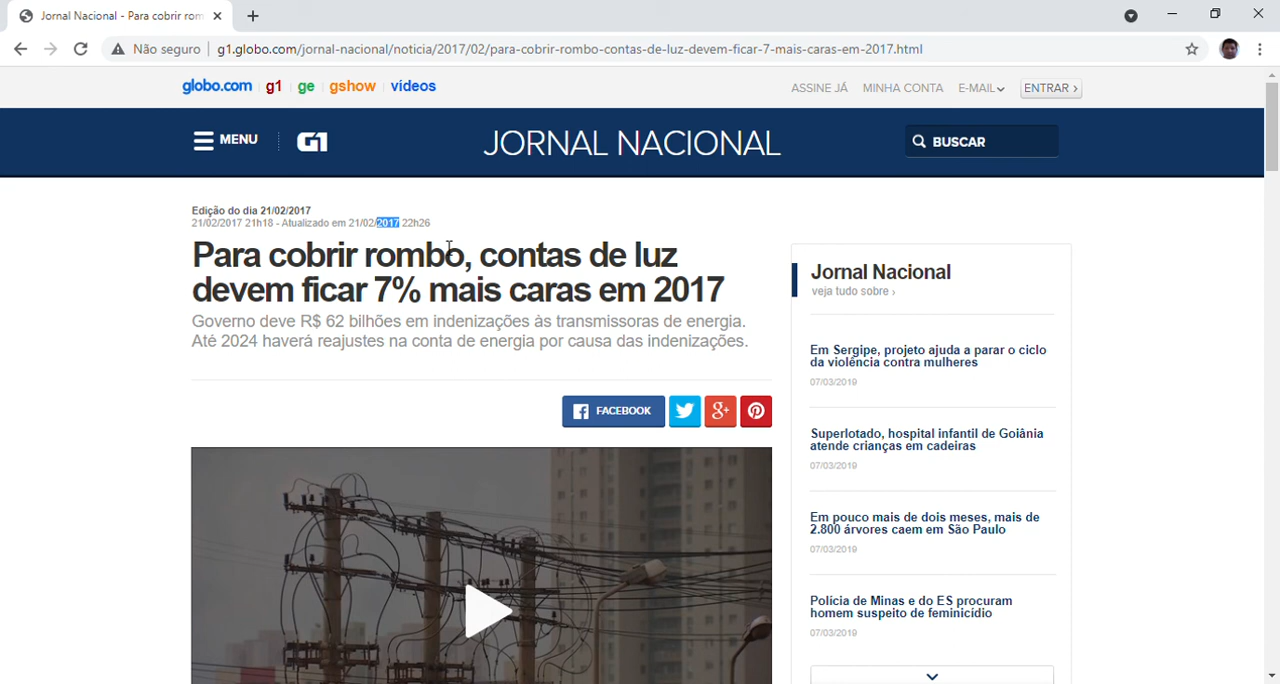 Jornal Nacional - Para cobrir rom
Não seguro
g1.globo.com/jornal-nacional/noticia/2017/02/para-cobrir-rombo-contas-de-luz-devem-ficar-7-mais-caras-em-2017.html
globo.com g1 ge gshow vídeos
ASSINE JÁ MINHA CONTA E-MAIL ENTRAR ›
MENU G1 JORNAL NACIONAL BUSCAR
Edição do dia 21/02/2017
21/02/2017 21h18 - Atualizado em 21/02/2017 22h26
Para cobrir rombo, contas de luz
devem ficar 7% mais caras em 2017
Governo deve R$ 62 bilhões em indenizações às transmissoras de energia.
Até 2024 haverá reajustes na conta de energia por causa das indenizações.
FACEBOOK
g+
Jornal Nacional
veja tudo sobre ›
Em Sergipe, projeto ajuda a parar o ciclo
da violência contra mulheres
07/03/2019
Superlotado, hospital infantil de Goiânia
atende crianças em cadeiras
07/03/2019
Em pouco mais de dois meses, mais de
2.800 árvores caem em São Paulo
07/03/2019
Polícia de Minas e do ES procuram
homem suspeito de feminicídio
07/03/2019